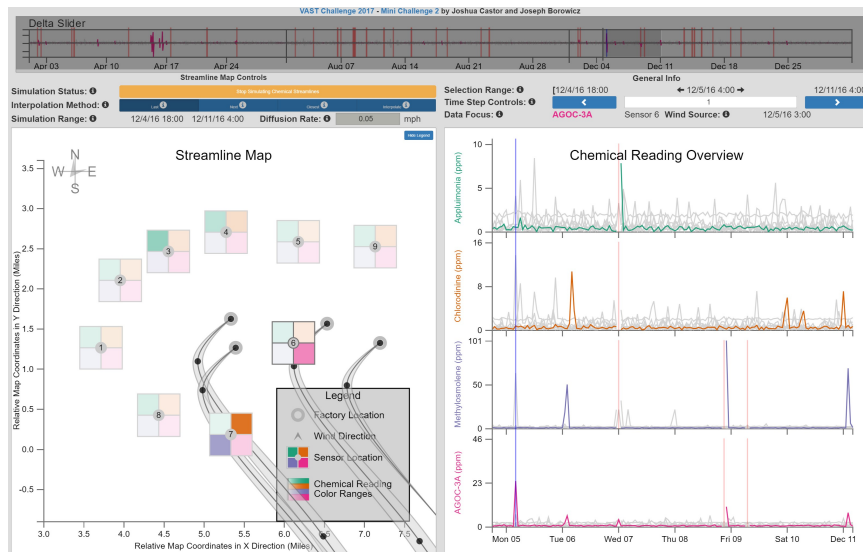 VAST Challenge 2017 - Mini Challenge 2 by Joshua Castor and Joseph Borowicz
Delta Slider
Apr 03 Apr 10 Apr 17 Apr 24 Aug 07 Aug 14 Aug 21 Aug 28 Dec 04 Dec 11 Dec 18 Dec 25
Streamline Map Controls
Simulation Status: Stop Simulating Chemical Streamlines
Interpolation Method: Last Next Closest Interpolate
Simulation Range: 12/4/16 18:00 12/11/16 4:00 Diffusion Rate: 0.05 mph
General Info
Selection Range: [12/4/16 18:00 12/5/16 4:00 12/11/16 4:00
Time Step Controls: 1
Data Focus: AGOC-3A Sensor 6 Wind Source: 12/5/16 3:00
Hide Legend
Streamline Map
N
W E
S
3.5
3.0
2.5
2.0
1.5
1.0
0.5
0.0
-0.5
Relative Map Coordinates in Y Direction (Miles)
4
5
9
3
2
6
1
8
7
Legend
Factory Location
Wind Direction
Sensor Location
Chemical Reading
Color Ranges
3.0 3.5 4.0 4.5 5.0 5.5 6.0 6.5 7.0 7.5
Relative Map Coordinates in X Direction (Miles)
Chemical Reading Overview
Appluimonia (ppm)
10
5
0
Chlorodinine (ppm)
16
8
0
Methylosmolene (ppm)
101
50
0
AGOC-3A (ppm)
46
23
0
Mon 05 Tue 06 Wed 07 Thu 08 Fri 09 Sat 10 Dec 11